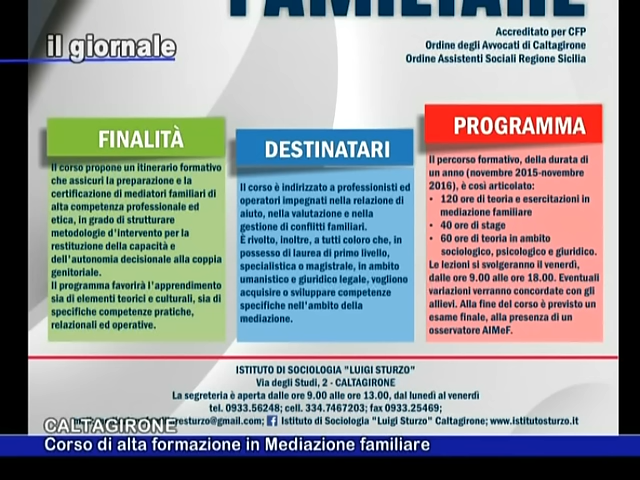 FAMILIARE
Accreditato per CFP
Ordine degli Avvocati di Caltagirone
Ordine Assistenti Sociali Regione Sicilia
il giornale
FINALITÀ
Il corso propone un itinerario formativo
che assicuri la preparazione e la
certificazione di mediatori familiari di
alta competenza professionale ed
etica, in grado di strutturare
metodologie d'intervento per la
restituzione della capacità e
dell'autonomia decisionale alla coppia
genitoriale.
Il programma favorirà l'apprendimento
sia di elementi teorici e culturali, sia di
specifiche competenze pratiche,
relazionali ed operative.
DESTINATARI
Il corso è indirizzato a professionisti ed
operatori impegnati nella relazione di
aiuto, nella valutazione e nella
gestione di conflitti familiari.
È rivolto, inoltre, a tutti coloro che, in
possesso di laurea di primo livello,
specialistica o magistrale, in ambito
umanistico e giuridico legale, vogliono
acquisire o sviluppare competenze
specifiche nell'ambito della
mediazione.
PROGRAMMA
Il percorso formativo, della durata di
un anno (novembre 2015-novembre
2016), è così articolato:
• 120 ore di teoria e esercitazioni in
mediazione familiare
• 40 ore di stage
• 60 ore di teoria in ambito
sociologico, psicologico e giuridico.
Le lezioni si svolgeranno il venerdì,
dalle ore 9.00 alle ore 18.00. Eventuali
variazioni verranno concordate con gli
allievi. Alla fine del corso è previsto un
esame finale, alla presenza di un
osservatore AIMeF.
ISTITUTO DI SOCIOLOGIA "LUIGI STURZO"
Via degli Studi, 2 - CALTAGIRONE
La segreteria è aperta dalle ore 9.00 alle ore 13.00, dal lunedì al venerdì
tel. 0933.56248; cell. 334.7467203; fax 0933.25469;
resturzo@gmail.com; Istituto di Sociologia "Luigi Sturzo" Caltagirone; www.istitutosturzo.it
CALTAGIRONE
Corso di alta formazione in Mediazione familiare